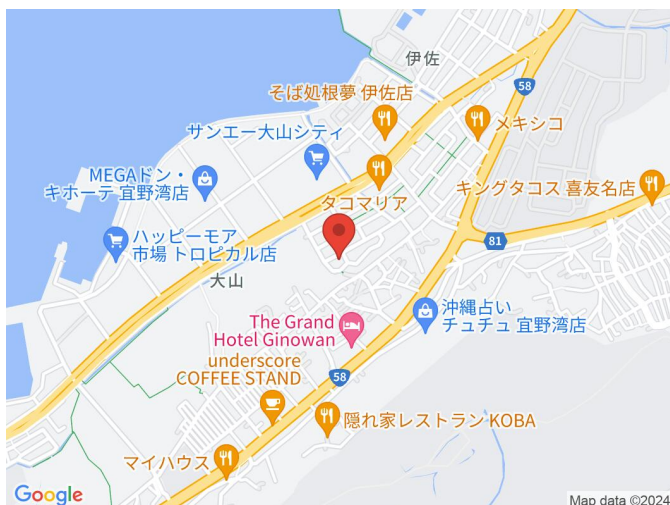 伊佐
58
そば処根夢 伊佐店
メキシコ
サンエー大山シティ
MEGAドン・
キホーテ 宜野湾店
キングタコス 喜友名店
タコマリア
ハッピーモア
市場 トロピカル店
81
大山
沖縄占い
チュチュ 宜野湾店
The Grand
Hotel Ginowan
underscore
COFFEE STAND
58
隠れ家レストラン KOBA
マイハウス
Google
Map data ©2024